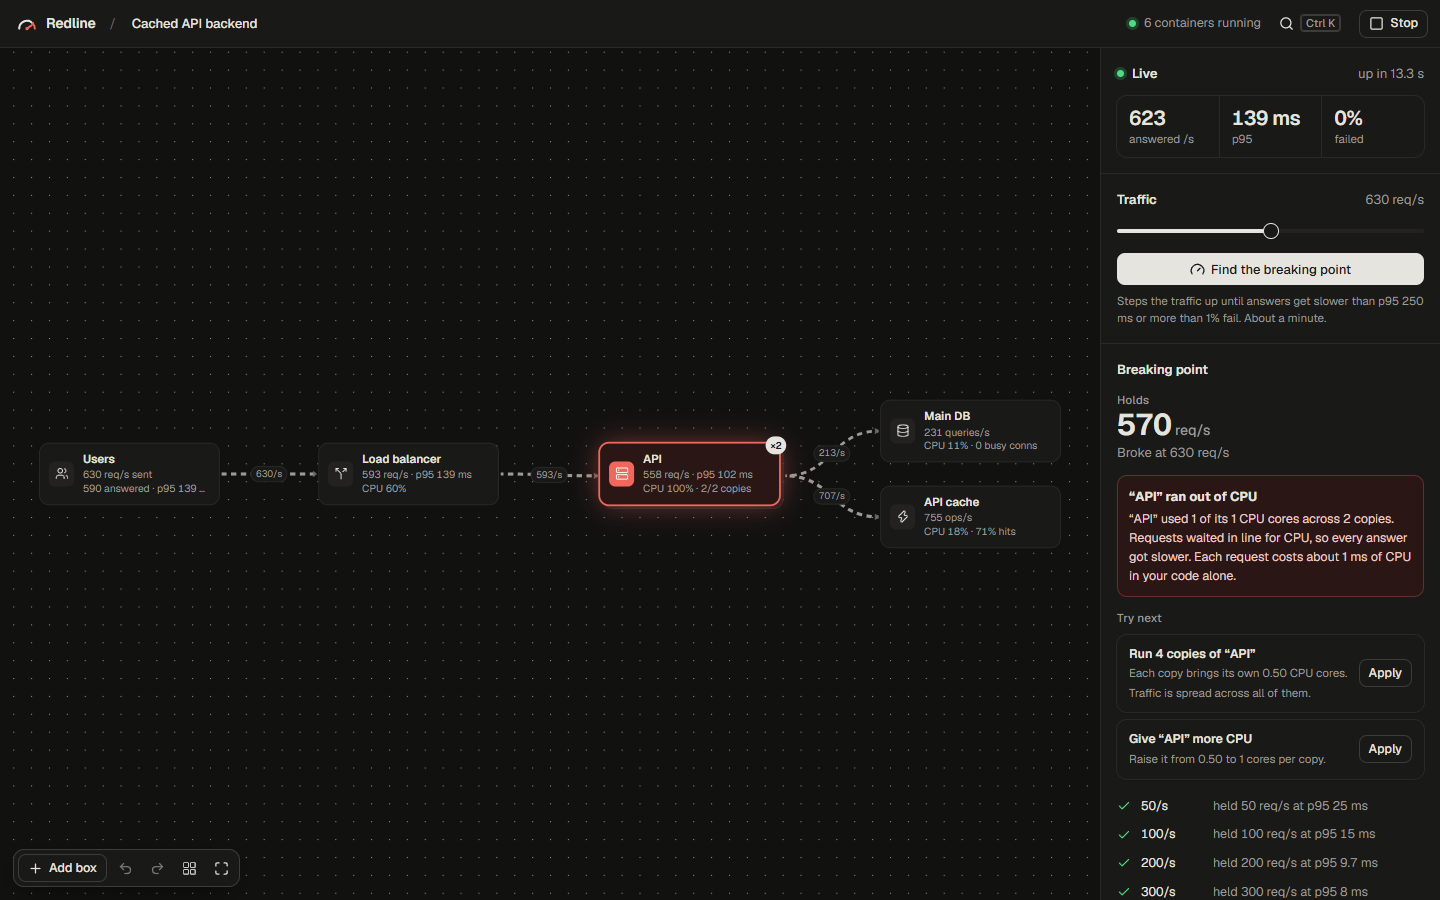 Redline / Cached API backend
6 containers running
Ctrl K
Stop
Live
up in 13.3 s
623
answered /s
139 ms
p95
0%
failed
Traffic
630 req/s
Find the breaking point
Steps the traffic up until answers get slower than p95 250
ms or more than 1% fail. About a minute.
Breaking point
Holds
570 req/s
Broke at 630 req/s
“API” ran out of CPU
“API” used 1 of its 1 CPU cores across 2 copies.
Requests waited in line for CPU, so every answer
got slower. Each request costs about 1 ms of CPU
in your code alone.
Try next
Run 4 copies of “API”
Each copy brings its own 0.50 CPU cores.
Traffic is spread across all of them.
Apply
Give “API” more CPU
Raise it from 0.50 to 1 cores per copy.
Apply
50/s held 50 req/s at p95 25 ms
100/s held 100 req/s at p95 15 ms
200/s held 200 req/s at p95 9.7 ms
300/s held 300 req/s at p95 8 ms
Users
630 req/s sent
590 answered · p95 139 ...
630/s
Load balancer
593 req/s · p95 139 ms
CPU 60%
593/s
API
558 req/s · p95 102 ms
CPU 100% · 2/2 copies
×2
213/s
707/s
Main DB
231 queries/s
CPU 11% · 0 busy conns
API cache
755 ops/s
CPU 18% · 71% hits
Add box